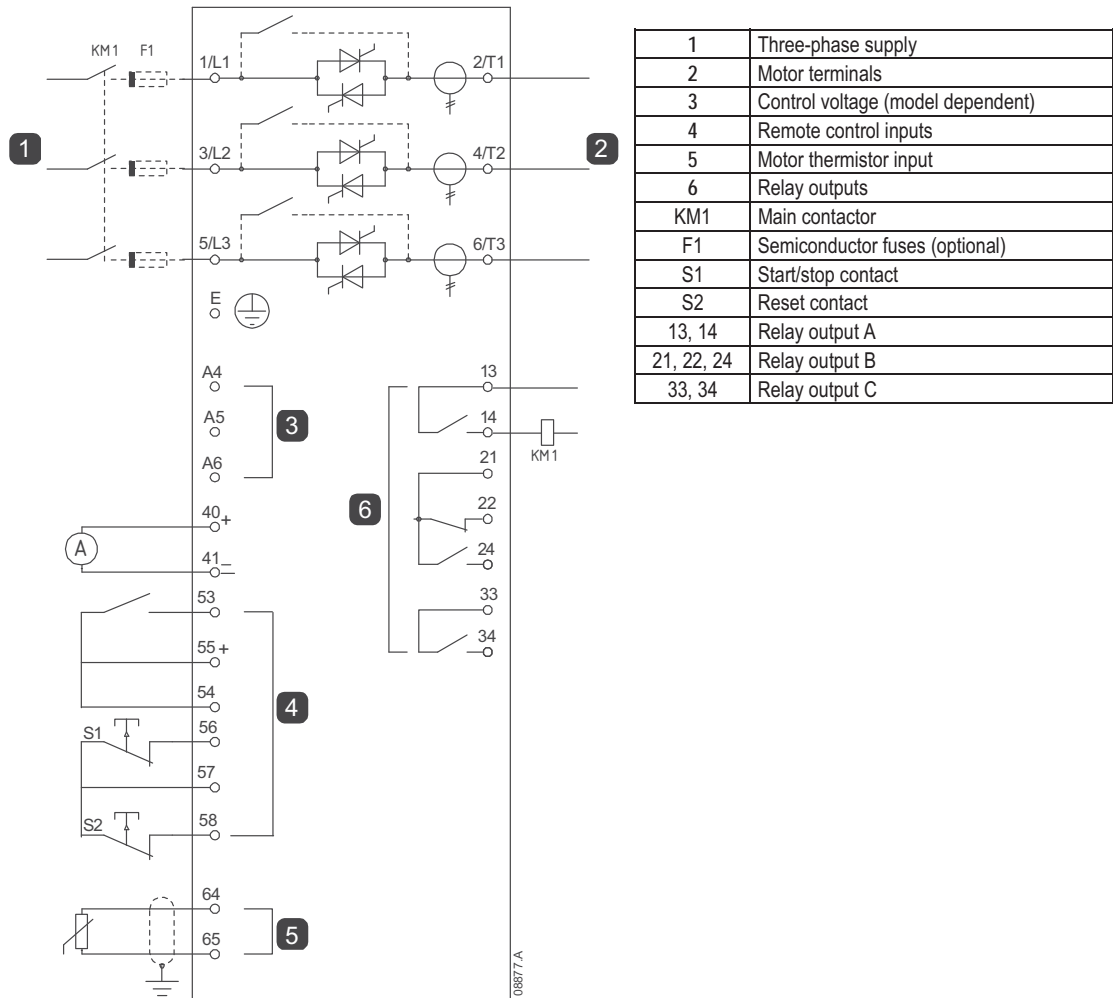 KM1 F1
1/L1
2/T1
3/L2
4/T2
1
2
5/L3
6/T3
E
A4
A5
A6
3
13
14
KM1
21
22
24
6
33
34
40 +
41 –
A
53
55 +
54
4
S1
56
57
S2
58
64
65
5
08877.A
1 Three-phase supply
2 Motor terminals
3 Control voltage (model dependent)
4 Remote control inputs
5 Motor thermistor input
6 Relay outputs
KM1 Main contactor
F1 Semiconductor fuses (optional)
S1 Start/stop contact
S2 Reset contact
13, 14 Relay output A
21, 22, 24 Relay output B
33, 34 Relay output C